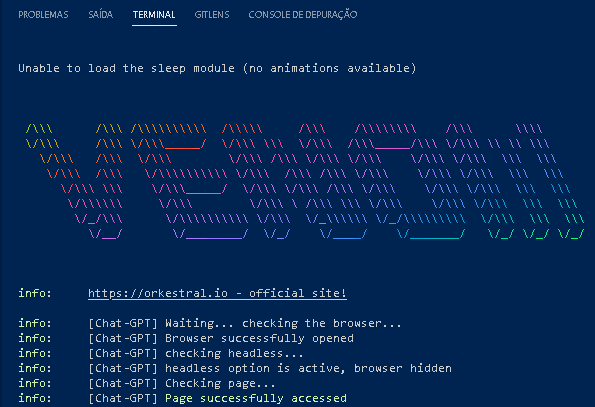 PROBLEMAS SAÍDA TERMINAL GITLENS CONSOLE DE DEPURAÇÃO
Unable to load the sleep module (no animations available)
info: https://orkestral.io - official site!
info: [Chat-GPT] Waiting... checking the browser...
info: [Chat-GPT] Browser successfully opened
info: [Chat-GPT] checking headless...
info: [Chat-GPT] headless option is active, browser hidden
info: [Chat-GPT] Checking page...
info: [Chat-GPT] Page successfully accessed